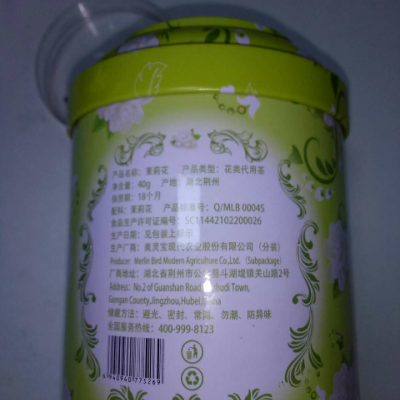 产品名称：茉莉花 产品类型：花类代用茶
净含量：40g 产地：湖北荆州
保质期：18个月
配料：茉莉花 产品标准号：Q/MLB 0004S
食品生产许可证编号：SC11442102200026
生产日期：见包装上标示
生产厂商：美灵宝现代农业股份有限公司（分装）
Producer: Merlin Bird Modern Agriculture Co.,Ltd.（Subpackage）
厂商地址：湖北省荆州市公安县斗湖堤镇关山路2号
Address：No.2 of Guanshan Road, Douhudi Town,
Gongan County,Jingzhou,Hubei,China
储藏方法：避光、密封、常温、勿潮、防异味
全国服务热线：400-999-8123
6 940940 775269